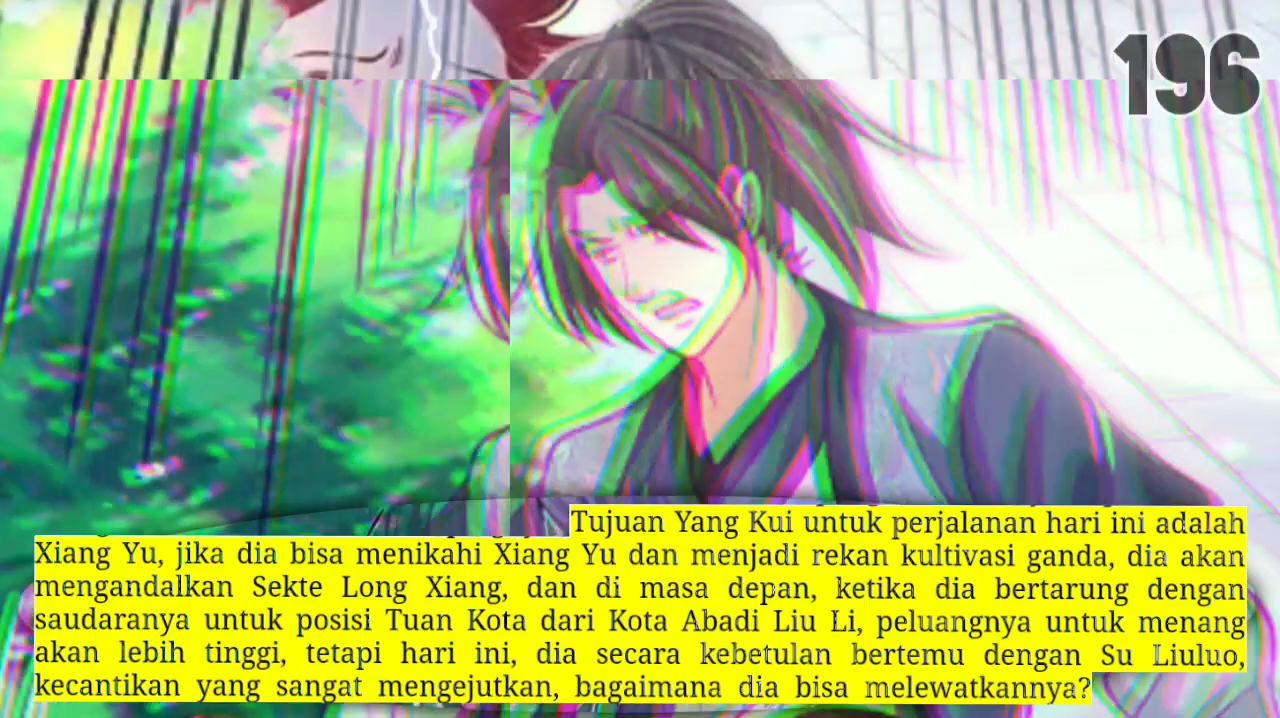 196
Tujuan Yang Kui untuk perjalanan hari ini adalah
Xiang Yu, jika dia bisa menikahi Xiang Yu dan menjadi rekan kultivasi ganda, dia akan
mengandalkan Sekte Long Xiang, dan di masa depan, ketika dia bertarung dengan
saudaranya untuk posisi Tuan Kota dari Kota Abadi Liu Li, peluangnya untuk menang
akan lebih tinggi, tetapi hari ini, dia secara kebetulan bertemu dengan Su Liuluo,
kecantikan yang sangat mengejutkan, bagaimana dia bisa melewatkannya?